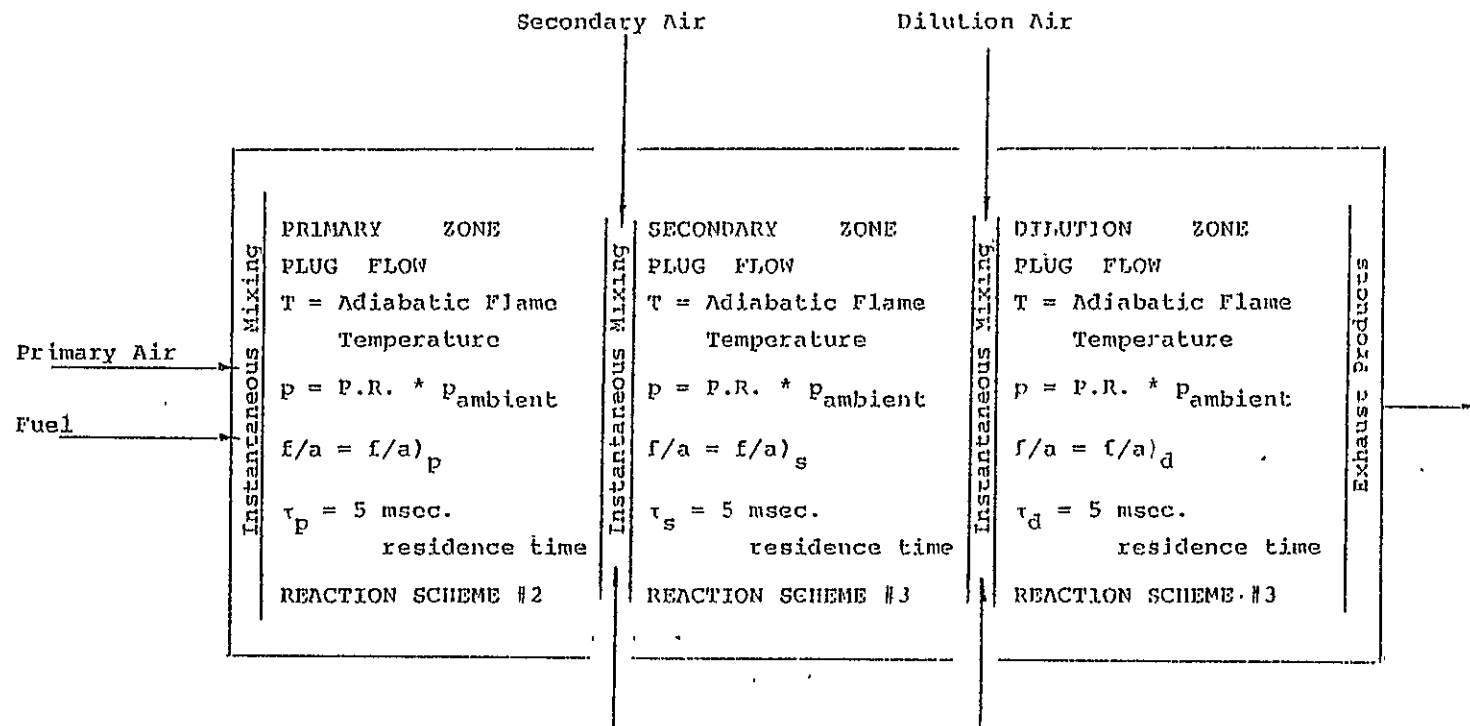 Secondary Air
Dilution Air
Primary Air
Fuel
Instantaneous Mixing
PRIMARY ZONE
PLUG FLOW
T = Adiabatic Flame
Temperature
p = P.R. * p_ambient
f/a = f/a)_p
τ_p = 5 msec.
residence time
REACTION SCHEME #2
Instantaneous Mixing
SECONDARY ZONE
PLUG FLOW
T = Adiabatic Flame
Temperature
p = P.R. * p_ambient
f/a = f/a)_s
τ_s = 5 msec.
residence time
REACTION SCHEME #3
Instantaneous Mixing
DILUTION ZONE
PLUG FLOW
T = Adiabatic Flame
Temperature
p = P.R. * p_ambient
f/a = f/a)_d
τ_d = 5 msec.
residence time
REACTION SCHEME #3
Exhaust Products